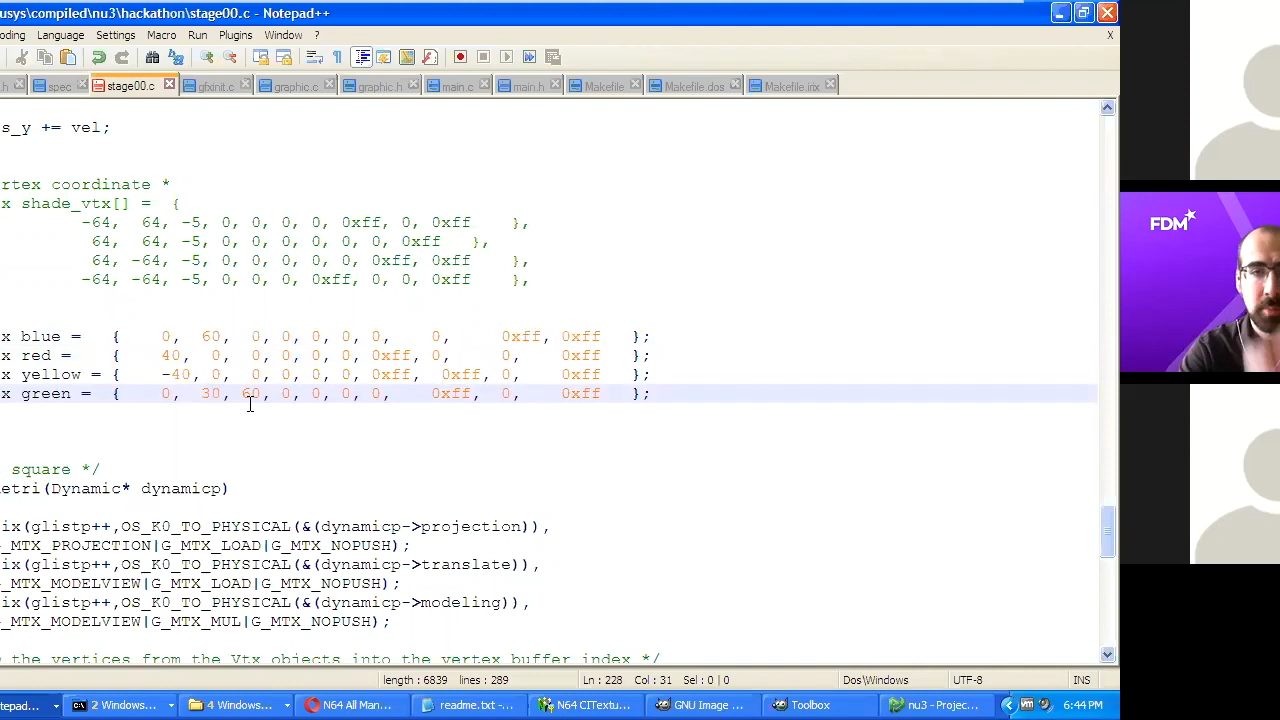 usys\compiled\nu3\hackathon\stage00.c - Notepad++
oding Language Settings Macro Run Plugins Window ? X
.h spec stage00.c gfxinit.c graphic.c graphic.h main.c main.h Makefile Makefile.dos Makefile.irix
s_y += vel;
rtex coordinate *
x shade_vtx[] = {
-64, 64, -5, 0, 0, 0, 0, 0xff, 0, 0xff },
64, 64, -5, 0, 0, 0, 0, 0, 0, 0xff },
64, -64, -5, 0, 0, 0, 0, 0, 0xff, 0xff },
-64, -64, -5, 0, 0, 0, 0xff, 0, 0, 0xff },
x blue = { 0, 60, 0, 0, 0, 0, 0, 0, 0xff, 0xff };
x red = { 40, 0, 0, 0, 0, 0, 0xff, 0, 0, 0xff };
x yellow = { -40, 0, 0, 0, 0, 0, 0xff, 0xff, 0, 0xff };
x green = { 0, 30, 60, 0, 0, 0, 0, 0xff, 0, 0xff };
square */
etri(Dynamic* dynamicp)
ix(glistp++,OS_K0_TO_PHYSICAL(&(dynamicp->projection)),
G_MTX_PROJECTION|G_MTX_LOAD|G_MTX_NOPUSH);
ix(glistp++,OS_K0_TO_PHYSICAL(&(dynamicp->translate)),
G_MTX_MODELVIEW|G_MTX_LOAD|G_MTX_NOPUSH);
ix(glistp++,OS_K0_TO_PHYSICAL(&(dynamicp->modeling)),
G_MTX_MODELVIEW|G_MTX_MUL|G_MTX_NOPUSH);
the vertices from the Vtx objects into the vertex buffer index */
length : 6839 lines : 289 Ln : 228 Col : 31 Sel : 0 | 0 Dos\Windows UTF-8 INS
otepad... 2 Windows... 4 Windows... N64 All Man... readme.txt -... N64 CITextu... GNU Image ... Toolbox nu3 - Projec... 6:44 PM
FDM